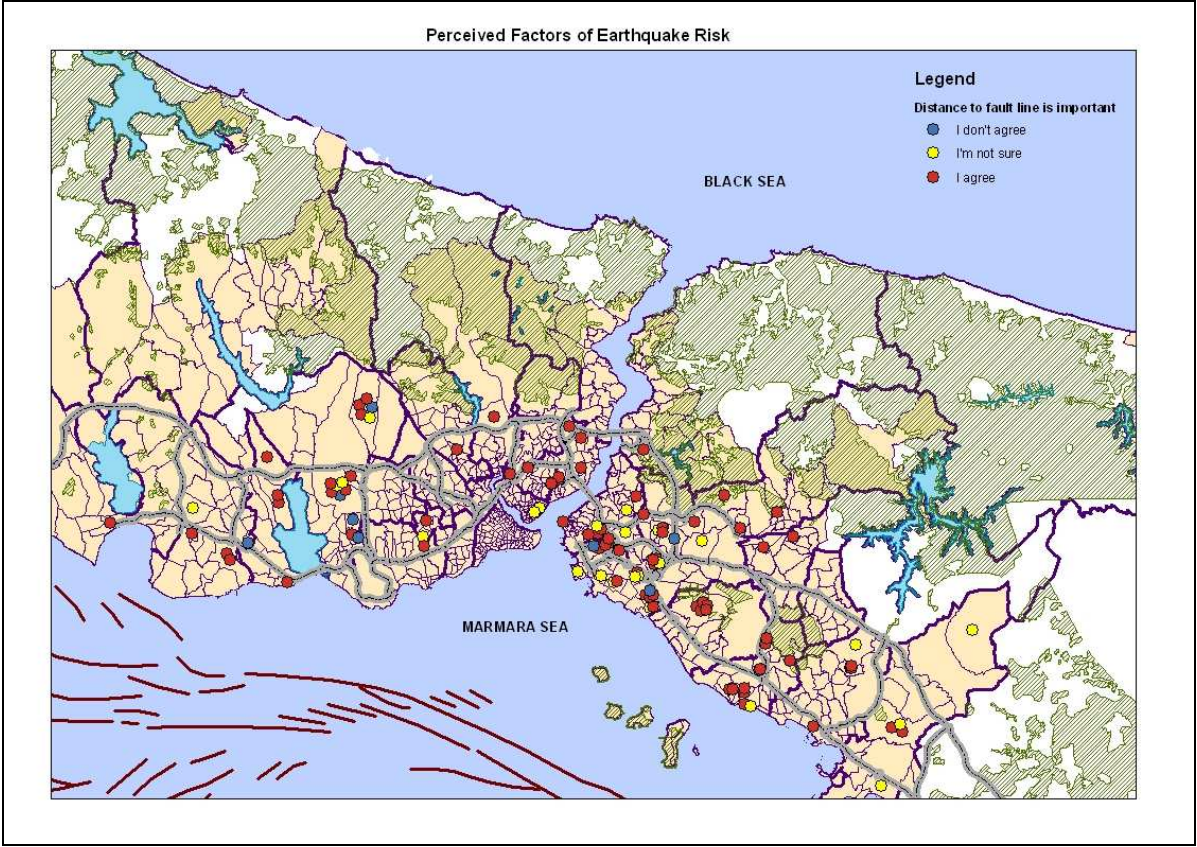 Perceived Factors of Earthquake Risk
Legend
Distance to fault line is important
I don't agree
I'm not sure
I agree
BLACK SEA
MARMARA SEA